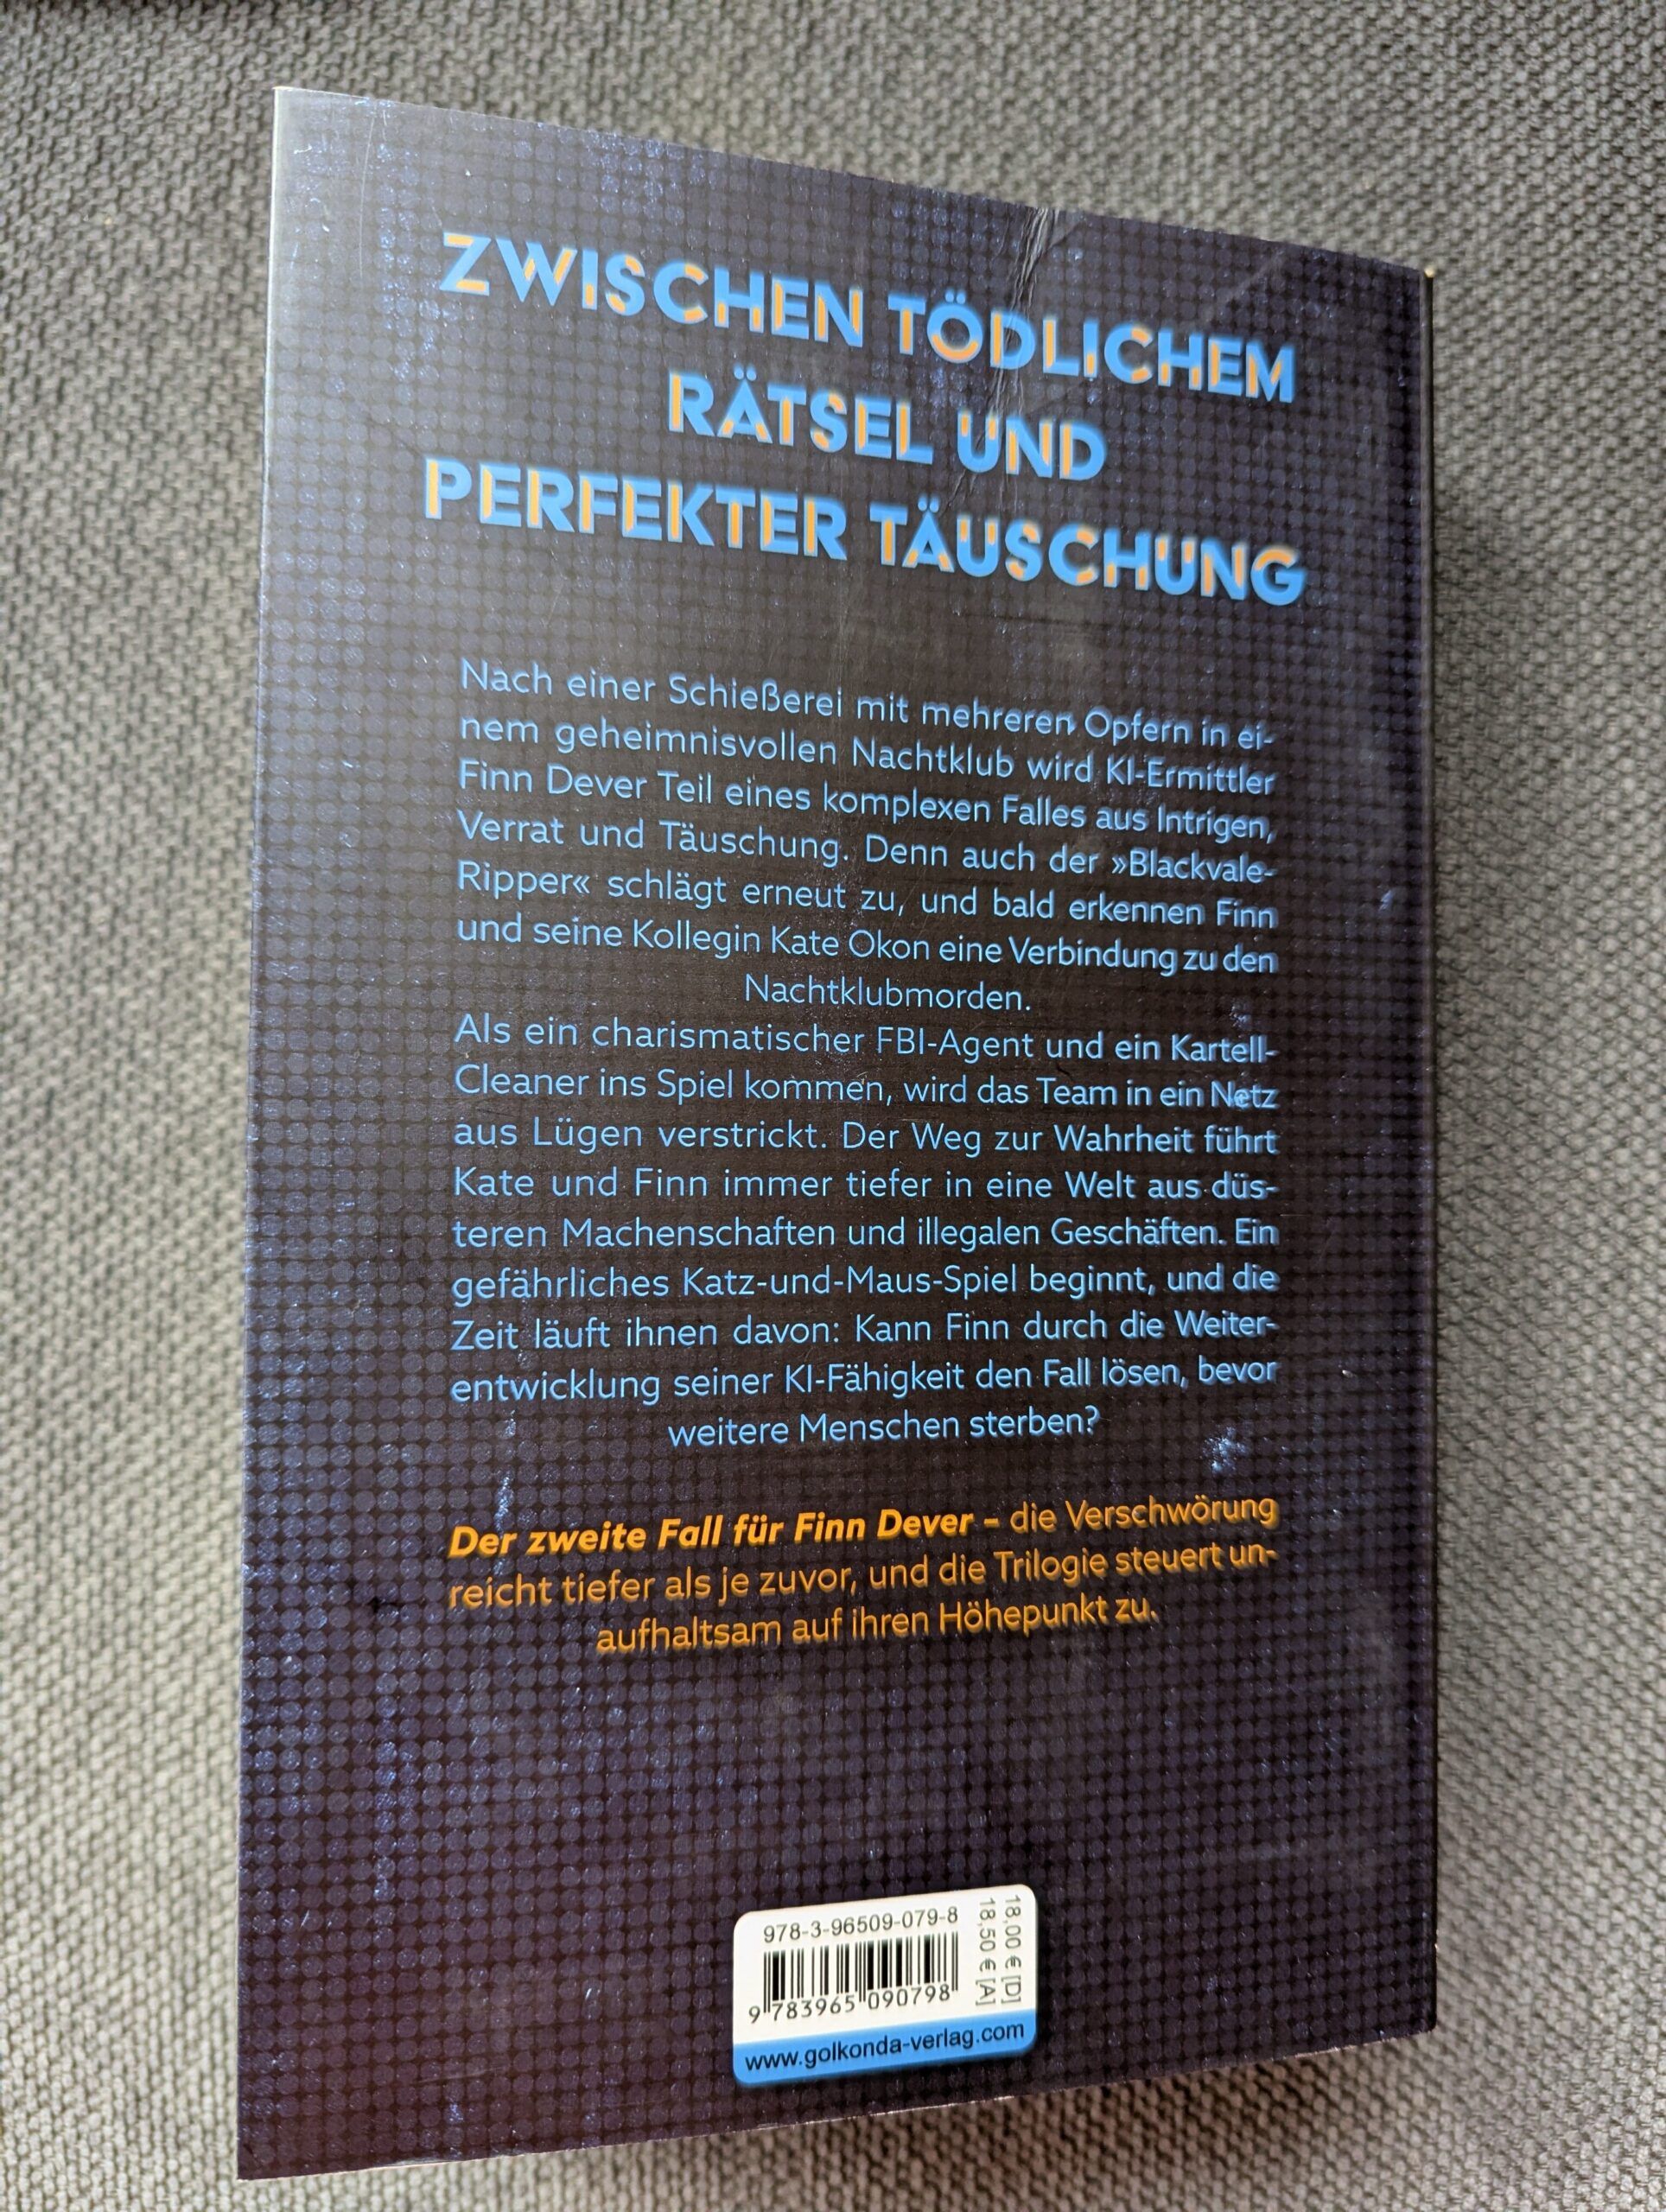 ZWISCHEN TÖDLICHEM
RÄTSEL UND
PERFEKTER TÄUSCHUNG
Nach einer Schießerei mit mehreren Opfern in ei-
nem geheimnisvollen Nachtklub wird KI-Ermittler
Finn Dever Teil eines komplexen Falles aus Intrigen,
Verrat und Täuschung. Denn auch der »Blackvale-
Ripper« schlägt erneut zu, und bald erkennen Finn
und seine Kollegin Kate Okon eine Verbindung zu den
Nachtklubmorden.
Als ein charismatischer FBI-Agent und ein Kartell-
Cleaner ins Spiel kommen, wird das Team in ein Netz
aus Lügen verstrickt. Der Weg zur Wahrheit führt
Kate und Finn immer tiefer in eine Welt aus düs-
teren Machenschaften und illegalen Geschäften. Ein
gefährliches Katz-und-Maus-Spiel beginnt, und die
Zeit läuft ihnen davon: Kann Finn durch die Weiter-
entwicklung seiner KI-Fähigkeit den Fall lösen, bevor
weitere Menschen sterben?
Der zweite Fall für Finn Dever – die Verschwörung
reicht tiefer als je zuvor, und die Trilogie steuert un-
aufhaltsam auf ihren Höhepunkt zu.
978-3-96509-079-8
9 783965 090798
18,00 € [D]
18,50 € [A]
www.golkonda-verlag.com